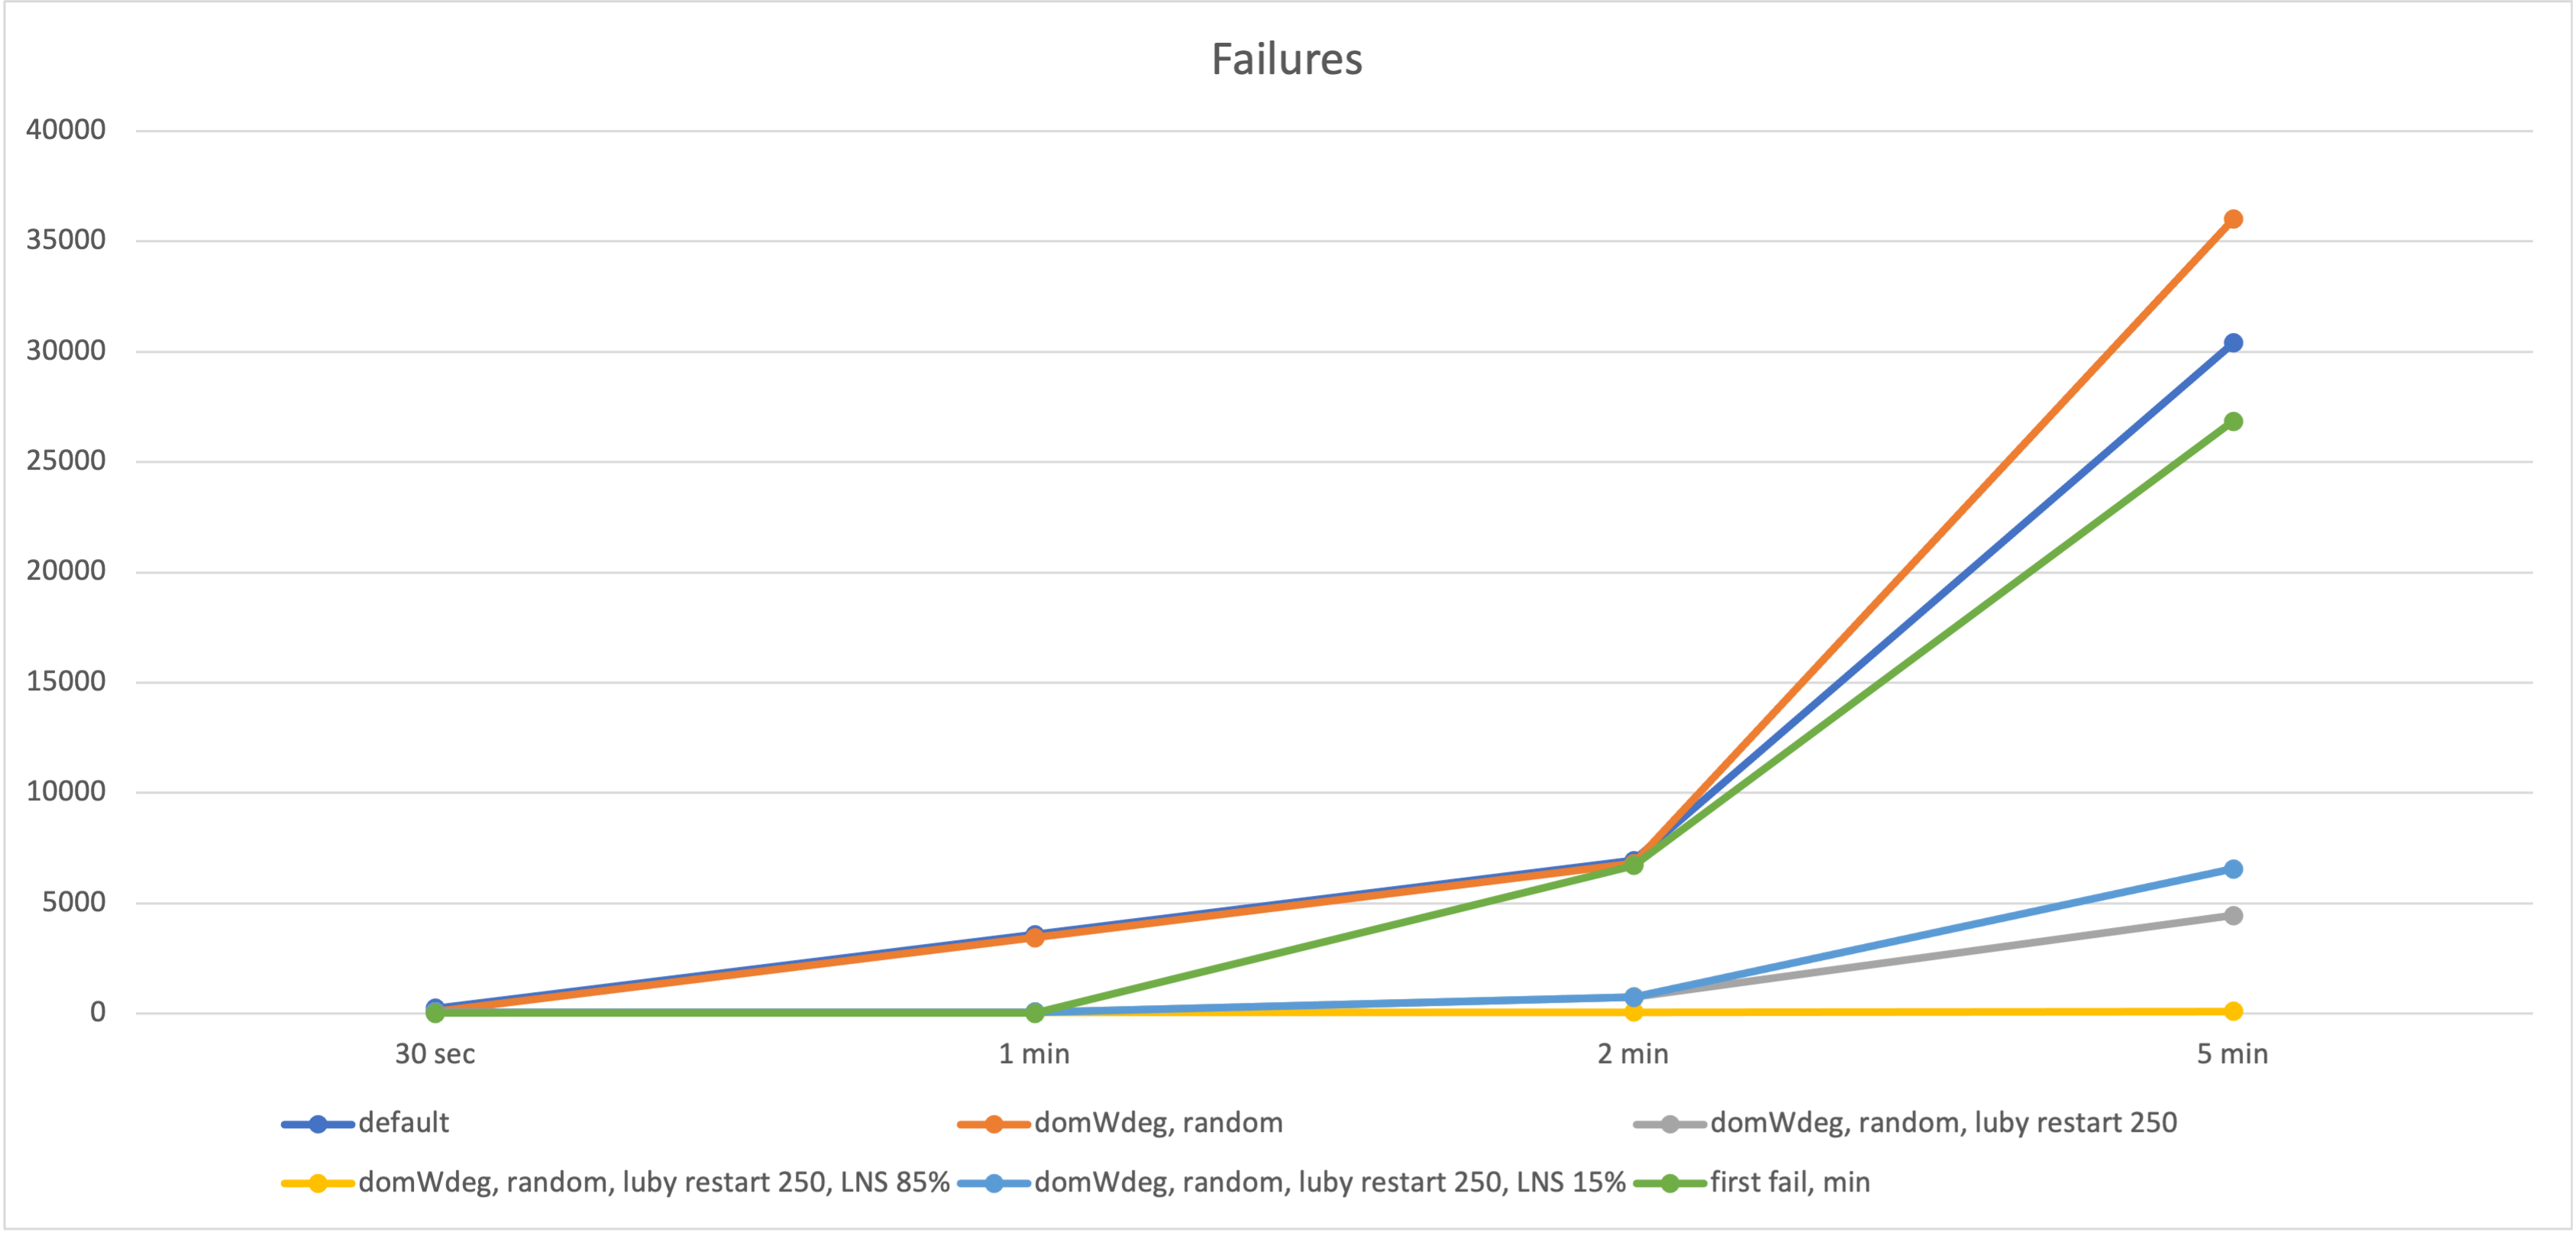 Failures
40000
35000
30000
25000
20000
15000
10000
5000
0
30 sec 1 min 2 min 5 min
default domWdeg, random domWdeg, random, luby restart 250
domWdeg, random, luby restart 250, LNS 85% domWdeg, random, luby restart 250, LNS 15% first fail, min